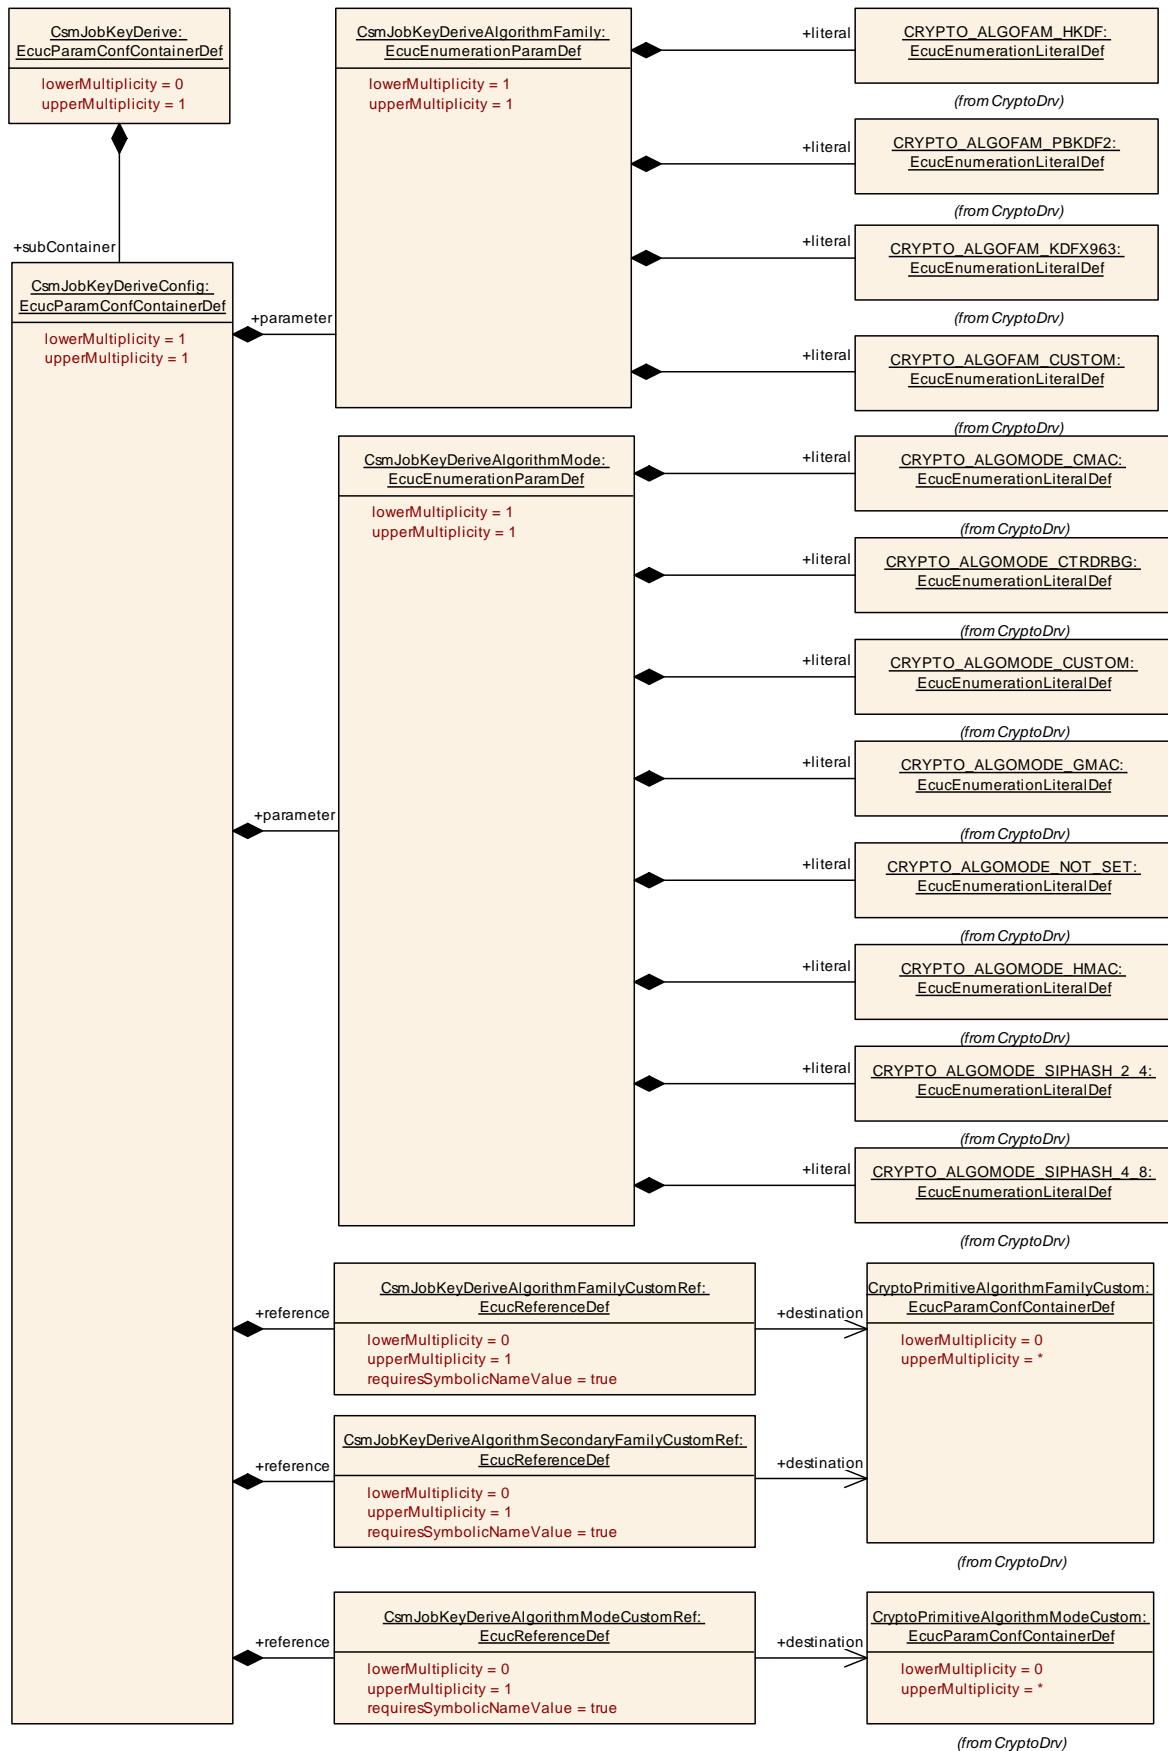 CsmJobKeyDerive:
EcucParamConfContainerDef
lowerMultiplicity = 0
upperMultiplicity = 1
+subContainer
CsmJobKeyDeriveConfig:
EcucParamConfContainerDef
lowerMultiplicity = 1
upperMultiplicity = 1
+parameter
CsmJobKeyDeriveAlgorithmFamily:
EcucEnumerationParamDef
lowerMultiplicity = 1
upperMultiplicity = 1
+literal
CRYPTO_ALGOFAM_HKDF:
EcucEnumerationLiteralDef
(from CryptoDrv)
+literal
CRYPTO_ALGOFAM_PBKDF2:
EcucEnumerationLiteralDef
(from CryptoDrv)
+literal
CRYPTO_ALGOFAM_KDFX963:
EcucEnumerationLiteralDef
(from CryptoDrv)
+literal
CRYPTO_ALGOFAM_CUSTOM:
EcucEnumerationLiteralDef
(from CryptoDrv)
+parameter
CsmJobKeyDeriveAlgorithmMode:
EcucEnumerationParamDef
lowerMultiplicity = 1
upperMultiplicity = 1
+literal
CRYPTO_ALGOMODE_CMAC:
EcucEnumerationLiteralDef
(from CryptoDrv)
+literal
CRYPTO_ALGOMODE_CTRDRBG:
EcucEnumerationLiteralDef
(from CryptoDrv)
+literal
CRYPTO_ALGOMODE_CUSTOM:
EcucEnumerationLiteralDef
(from CryptoDrv)
+literal
CRYPTO_ALGOMODE_GMAC:
EcucEnumerationLiteralDef
(from CryptoDrv)
+literal
CRYPTO_ALGOMODE_NOT_SET:
EcucEnumerationLiteralDef
(from CryptoDrv)
+literal
CRYPTO_ALGOMODE_HMAC:
EcucEnumerationLiteralDef
(from CryptoDrv)
+literal
CRYPTO_ALGOMODE_SIPHASH_2_4:
EcucEnumerationLiteralDef
(from CryptoDrv)
+literal
CRYPTO_ALGOMODE_SIPHASH_4_8:
EcucEnumerationLiteralDef
(from CryptoDrv)
+reference
CsmJobKeyDeriveAlgorithmFamilyCustomRef:
EcucReferenceDef
lowerMultiplicity = 0
upperMultiplicity = 1
requiresSymbolicNameValue = true
+destination
CryptoPrimitiveAlgorithmFamilyCustom:
EcucParamConfContainerDef
lowerMultiplicity = 0
upperMultiplicity = *
(from CryptoDrv)
+reference
CsmJobKeyDeriveAlgorithmSecondaryFamilyCustomRef:
EcucReferenceDef
lowerMultiplicity = 0
upperMultiplicity = 1
requiresSymbolicNameValue = true
+destination
+reference
CsmJobKeyDeriveAlgorithmModeCustomRef:
EcucReferenceDef
lowerMultiplicity = 0
upperMultiplicity = 1
requiresSymbolicNameValue = true
+destination
CryptoPrimitiveAlgorithmModeCustom:
EcucParamConfContainerDef
lowerMultiplicity = 0
upperMultiplicity = *
(from CryptoDrv)